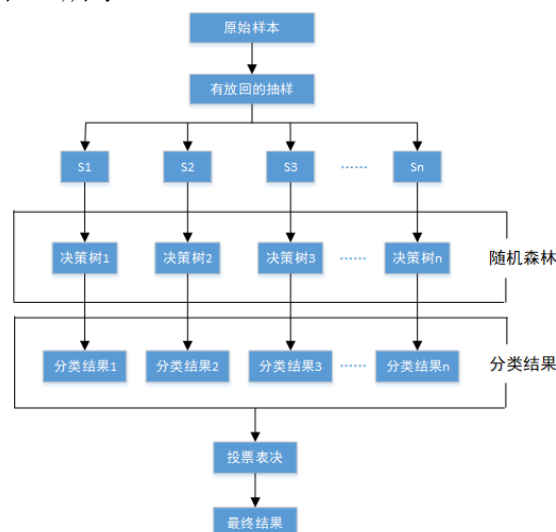 原始样本
有放回的抽样
S1 S2 S3 …… Sn
决策树1 决策树2 决策树3 …… 决策树n 随机森林
分类结果1 分类结果2 分类结果3 …… 分类结果n 分类结果
投票表决
最终结果